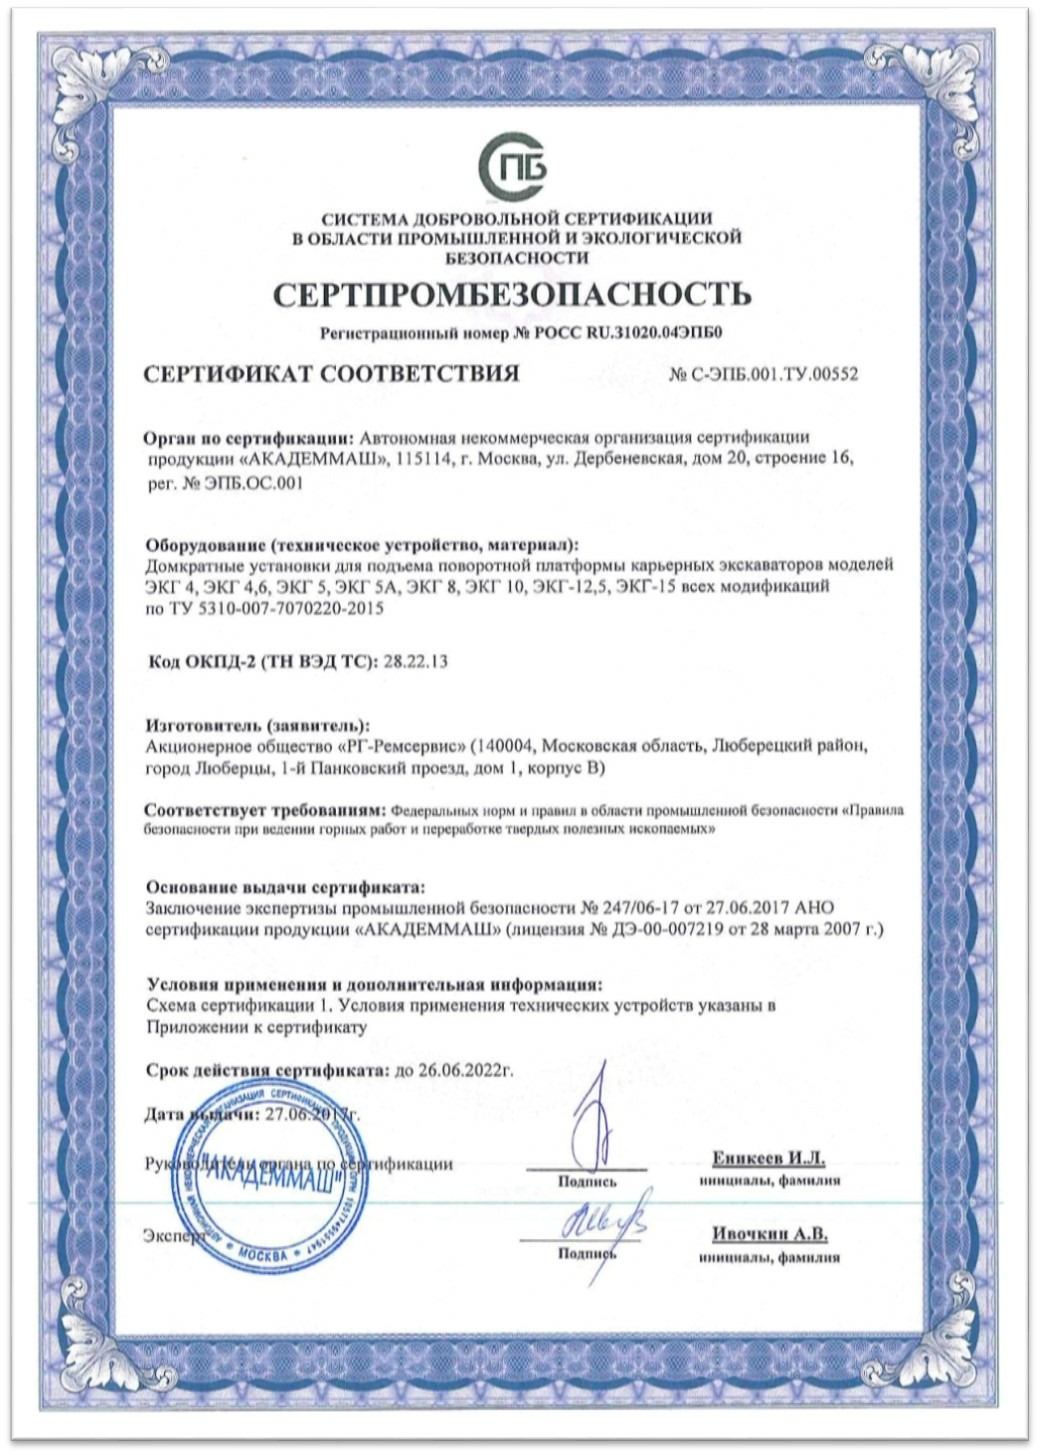 СПБ
СИСТЕМА ДОБРОВОЛЬНОЙ СЕРТИФИКАЦИИ
В ОБЛАСТИ ПРОМЫШЛЕННОЙ И ЭКОЛОГИЧЕСКОЙ
БЕЗОПАСНОСТИ
СЕРТПРОМБЕЗОПАСНОСТЬ
Регистрационный номер № РОСС RU.31020.04ЭПБ0
СЕРТИФИКАТ СООТВЕТСТВИЯ № С-ЭПБ.001.ТУ.00552
Орган по сертификации: Автономная некоммерческая организация сертификации
продукции «АКАДЕММАШ», 115114, г. Москва, ул. Дербеневская, дом 20, строение 16,
рег. № ЭПБ.ОС.001
Оборудование (техническое устройство, материал):
Домкратные установки для подъема поворотной платформы карьерных экскаваторов моделей
ЭКГ 4, ЭКГ 4,6, ЭКГ 5, ЭКГ 5А, ЭКГ 8, ЭКГ 10, ЭКГ-12,5, ЭКГ-15 всех модификаций
по ТУ 5310-007-7070220-2015
Код ОКПД-2 (ТН ВЭД ТС): 28.22.13
Изготовитель (заявитель):
Акционерное общество «РГ-Ремсервис» (140004, Московская область, Люберецкий район,
город Люберцы, 1-й Панковский проезд, дом 1, корпус В)
Соответствует требованиям: Федеральных норм и правил в области промышленной безопасности «Правила
безопасности при ведении горных работ и переработке твердых полезных ископаемых»
Основание выдачи сертификата:
Заключение экспертизы промышленной безопасности № 247/06-17 от 27.06.2017 АНО
сертификации продукции «АКАДЕММАШ» (лицензия № ДЭ-00-007219 от 28 марта 2007 г.)
Условия применения и дополнительная информация:
Схема сертификации 1. Условия применения технических устройств указаны в
Приложении к сертификату
Срок действия сертификата: до 26.06.2022г.
Дата выдачи: 27.06.2017г.
Руководитель органа по сертификации
Подпись
Еникеев И.Л.
инициалы, фамилия
Эксперт
Подпись
Ивочкин А.В.
инициалы, фамилия
АВТОНОМНАЯ НЕКОММЕРЧЕСКАЯ ОРГАНИЗАЦИЯ СЕРТИФИКАЦИИ ПРОДУКЦИИ
"АКАДЕММАШ"
* МОСКВА *